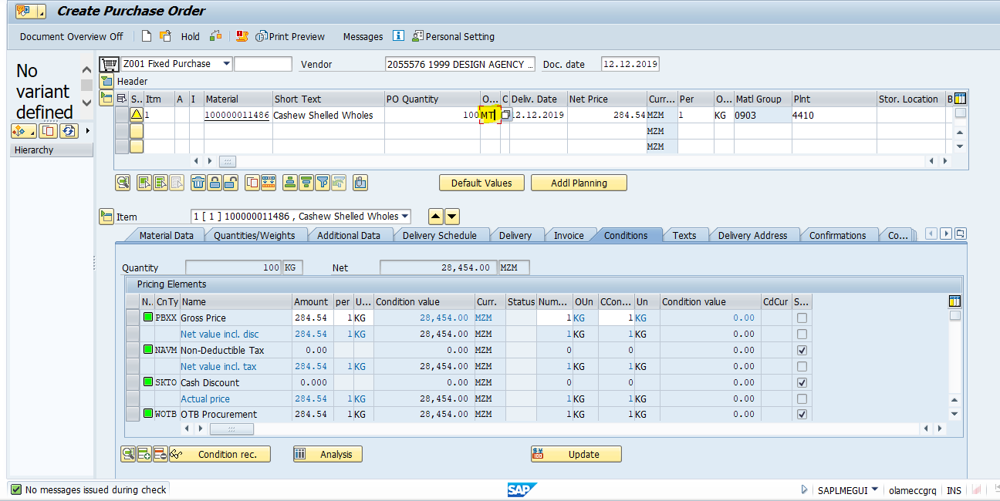 Create Purchase Order
Document Overview Off Hold Print Preview Messages Personal Setting
No variant defined
Hierarchy
Z001 Fixed Purchase Vendor 2055576 1999 DESIGN AGENCY ... Doc. date 12.12.2019
Header
S.. Itm A I Material Short Text PO Quantity O... C Deliv. Date Net Price Curr... Per O... Matl Group Plnt Stor. Location B
1 100000011486 Cashew Shelled Wholes 100 MT 2.12.2019 284.54 MZM 1 KG 0903 4410
MZM
MZM
Default Values Addl Planning
Item 1 [ 1 ] 100000011486 , Cashew Shelled Wholes
Material Data Quantities/Weights Additional Data Delivery Schedule Delivery Invoice Conditions Texts Delivery Address Confirmations Co...
Quantity 100 KG Net 28,454.00 MZM
Pricing Elements
N.. CnTy Name Amount per U... Condition value Curr. Status Num... OUn CCon... Un Condition value CdCur S...
PBXX Gross Price 284.54 1 KG 28,454.00 MZM 1 KG 1 KG 0.00
Net value incl. disc 284.54 1 KG 28,454.00 MZM 1 KG 1 KG 0.00
NAVM Non-Deductible Tax 0.00 0.00 MZM 0 0 0.00
Net value incl. tax 284.54 1 KG 28,454.00 MZM 1 KG 1 KG 0.00
SKTO Cash Discount 0.000 0.00 MZM 0 0 0.00
Actual price 284.54 1 KG 28,454.00 MZM 1 KG 1 KG 0.00
WOTB OTB Procurement 284.54 1 KG 28,454.00 MZM 1 KG 1 KG 0.00
Condition rec. Analysis Update
No messages issued during check SAP SAPLMEGUI olameccgrq INS